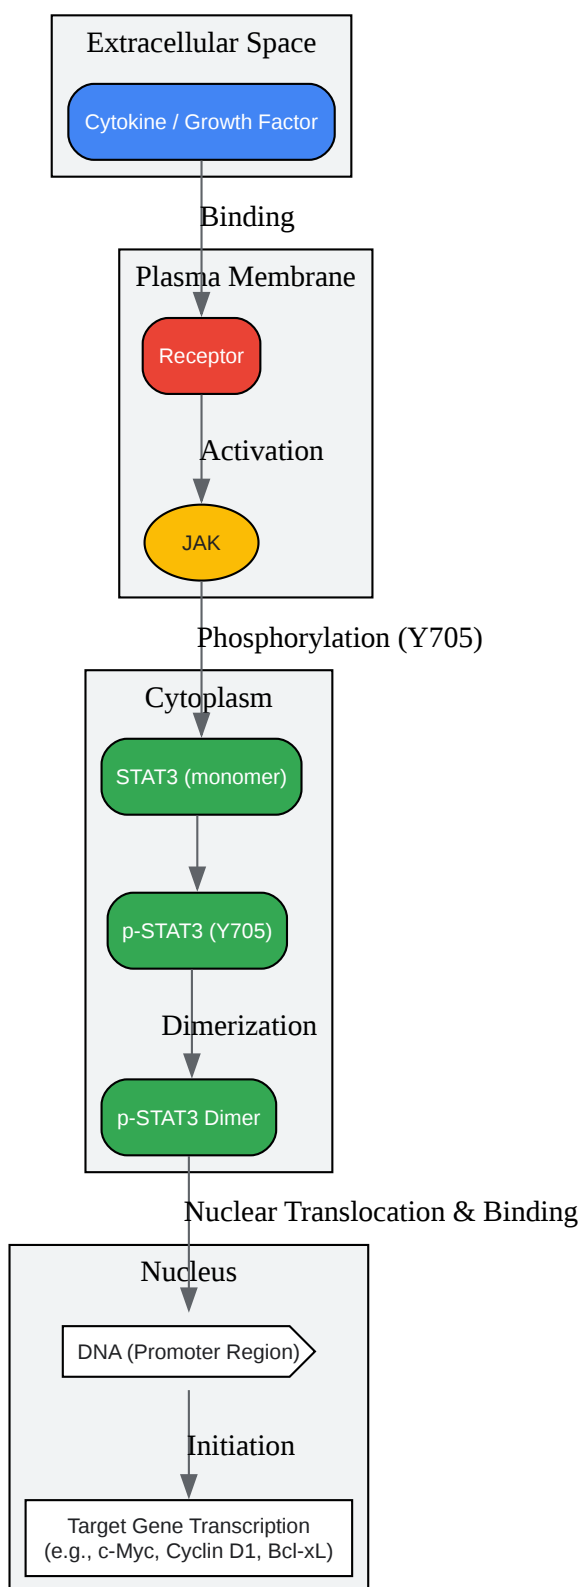 Extracellular Space
Cytokine / Growth Factor
Binding
Plasma Membrane
Receptor
Activation
JAK
Phosphorylation (Y705)
Cytoplasm
STAT3 (monomer)
p-STAT3 (Y705)
Dimerization
p-STAT3 Dimer
Nuclear Translocation & Binding
Nucleus
DNA (Promoter Region)
Initiation
Target Gene Transcription
(e.g., c-Myc, Cyclin D1, Bcl-xL)